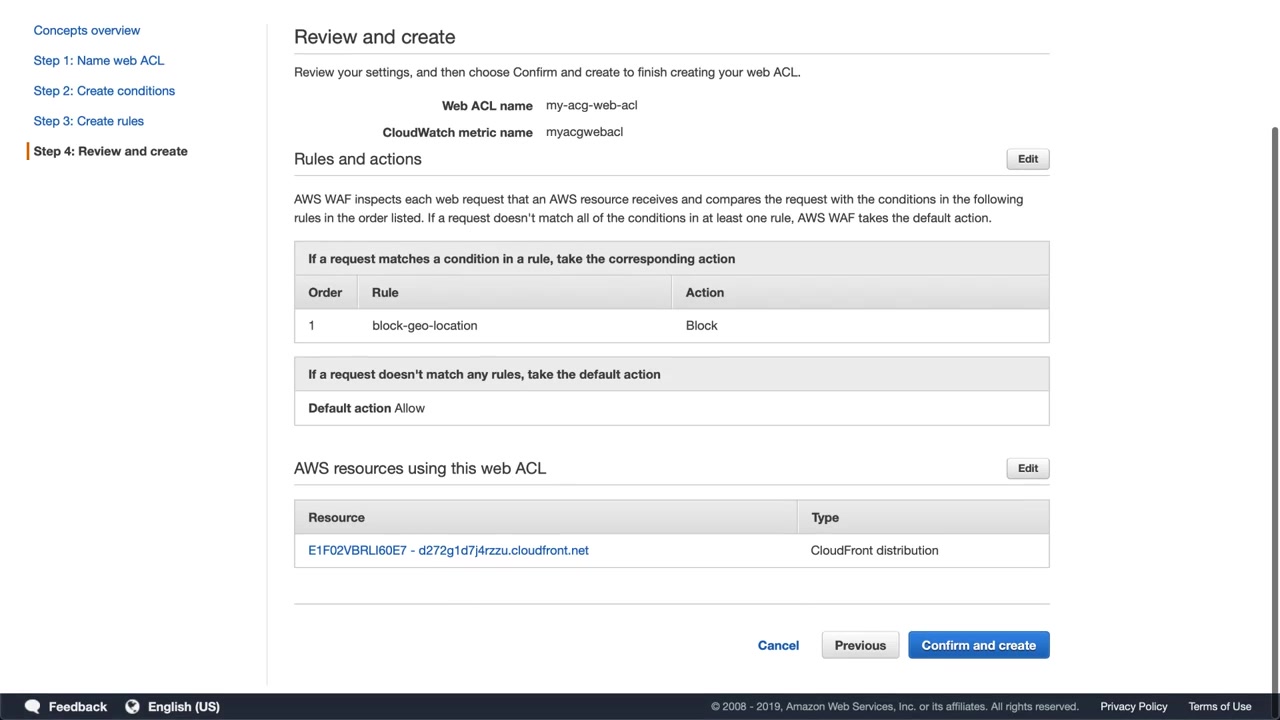 Concepts overview
Step 1: Name web ACL
Step 2: Create conditions
Step 3: Create rules
Step 4: Review and create
Review and create
Review your settings, and then choose Confirm and create to finish creating your web ACL.
Web ACL name my-acg-web-acl
CloudWatch metric name myacgwebacl
Rules and actions Edit
AWS WAF inspects each web request that an AWS resource receives and compares the request with the conditions in the following
rules in the order listed. If a request doesn't match all of the conditions in at least one rule, AWS WAF takes the default action.
If a request matches a condition in a rule, take the corresponding action
Order Rule Action
1 block-geo-location Block
If a request doesn't match any rules, take the default action
Default action Allow
AWS resources using this web ACL Edit
Resource Type
E1F02VBRLI60E7 - d272g1d7j4rzzu.cloudfront.net CloudFront distribution
Cancel Previous Confirm and create
Feedback English (US) © 2008 - 2019, Amazon Web Services, Inc. or its affiliates. All rights reserved. Privacy Policy Terms of Use